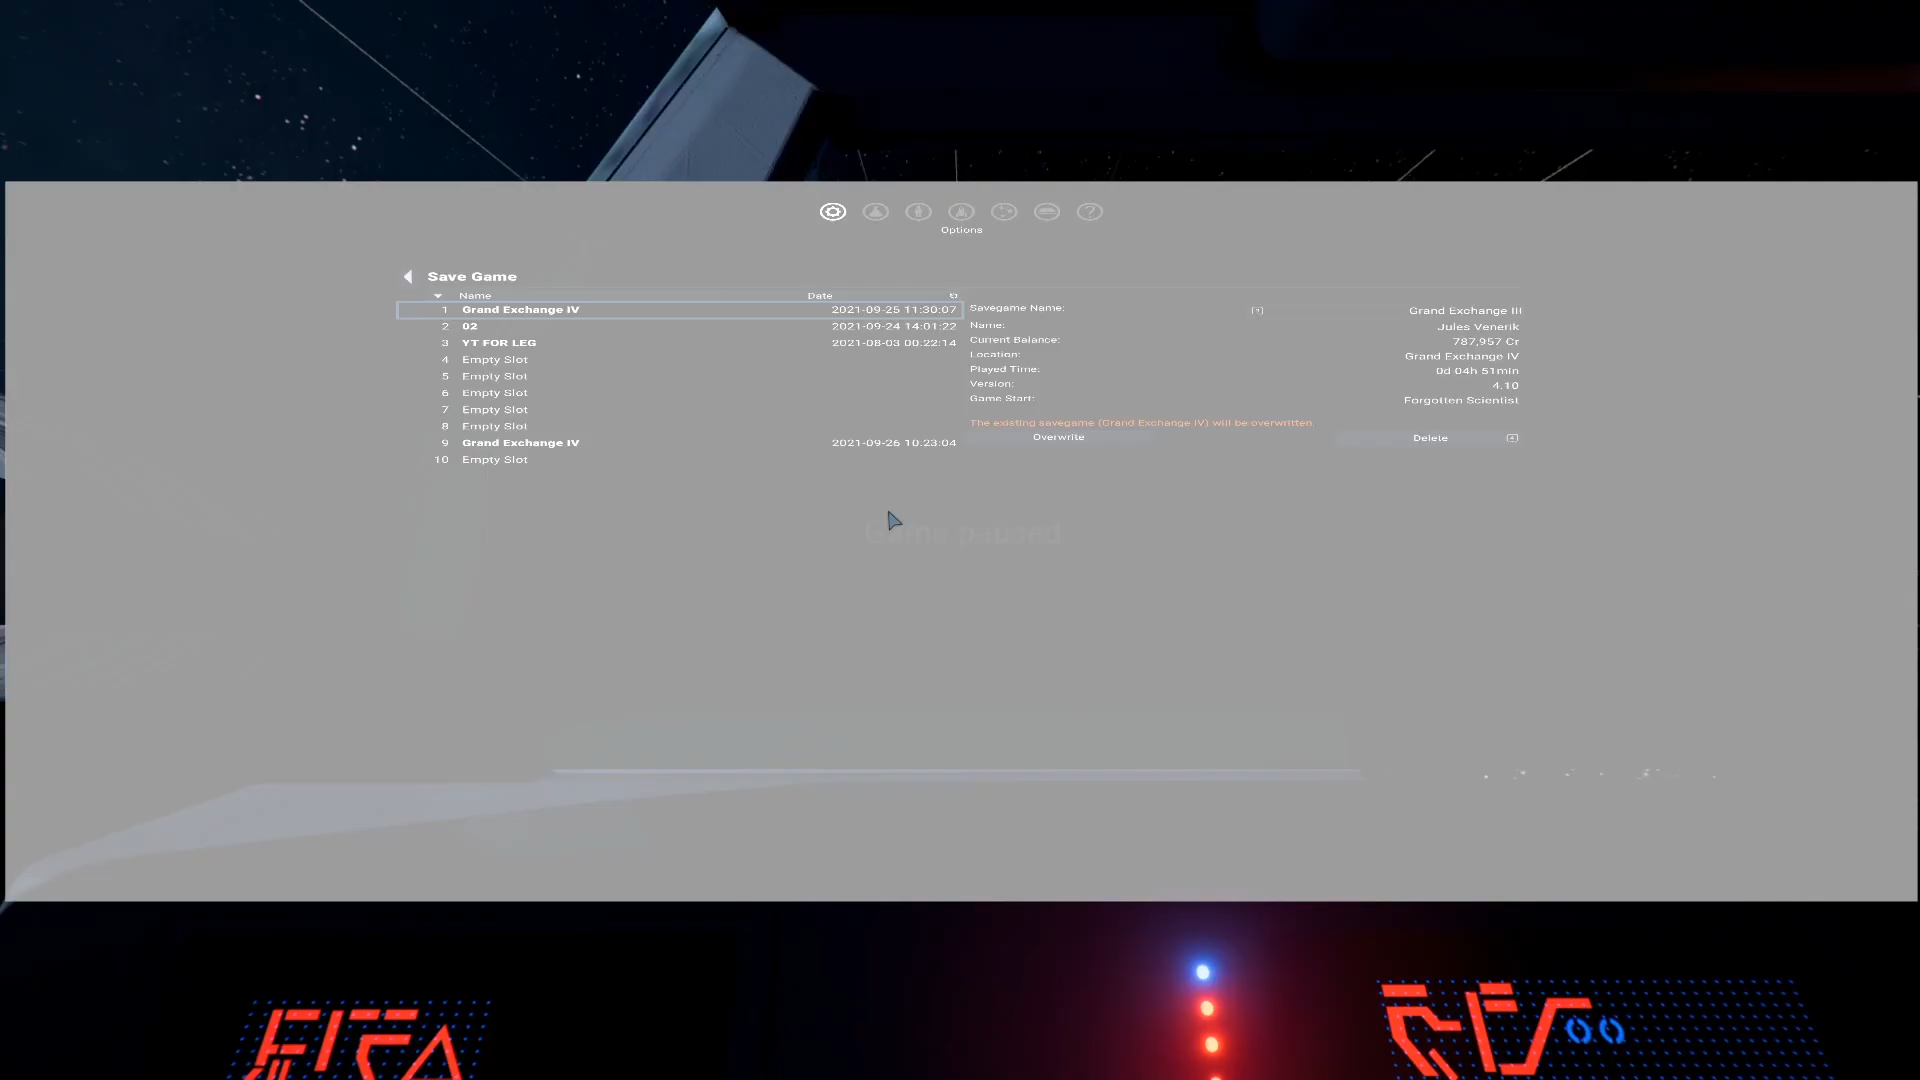 Options
Save Game
Name Date
1 Grand Exchange IV 2021-09-25 11:30:07
2 02 2021-09-24 14:01:22
3 YT FOR LEG 2021-08-03 00:22:14
4 Empty Slot
5 Empty Slot
6 Empty Slot
7 Empty Slot
8 Empty Slot
9 Grand Exchange IV 2021-09-26 10:23:04
10 Empty Slot
Savegame Name: Grand Exchange III
Name: Jules Venerik
Current Balance: 787,957 Cr
Location: Grand Exchange IV
Played Time: 0d 04h 51min
Version: 4.10
Game Start: Forgotten Scientist
The existing savegame (Grand Exchange IV) will be overwritten.
Overwrite Delete
Game paused